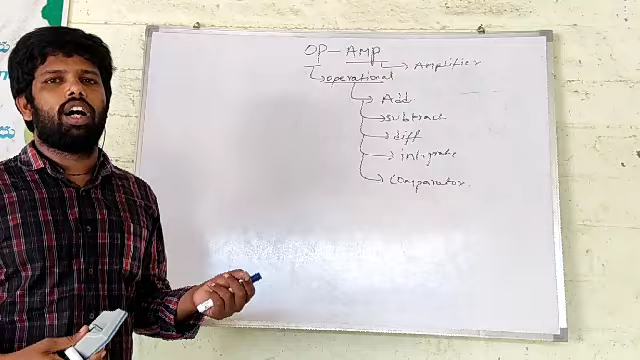 OP - AMP
→ Amplifier
→ operational
→ Add
→ subtract
→ diff
→ integrate
→ Comparator.